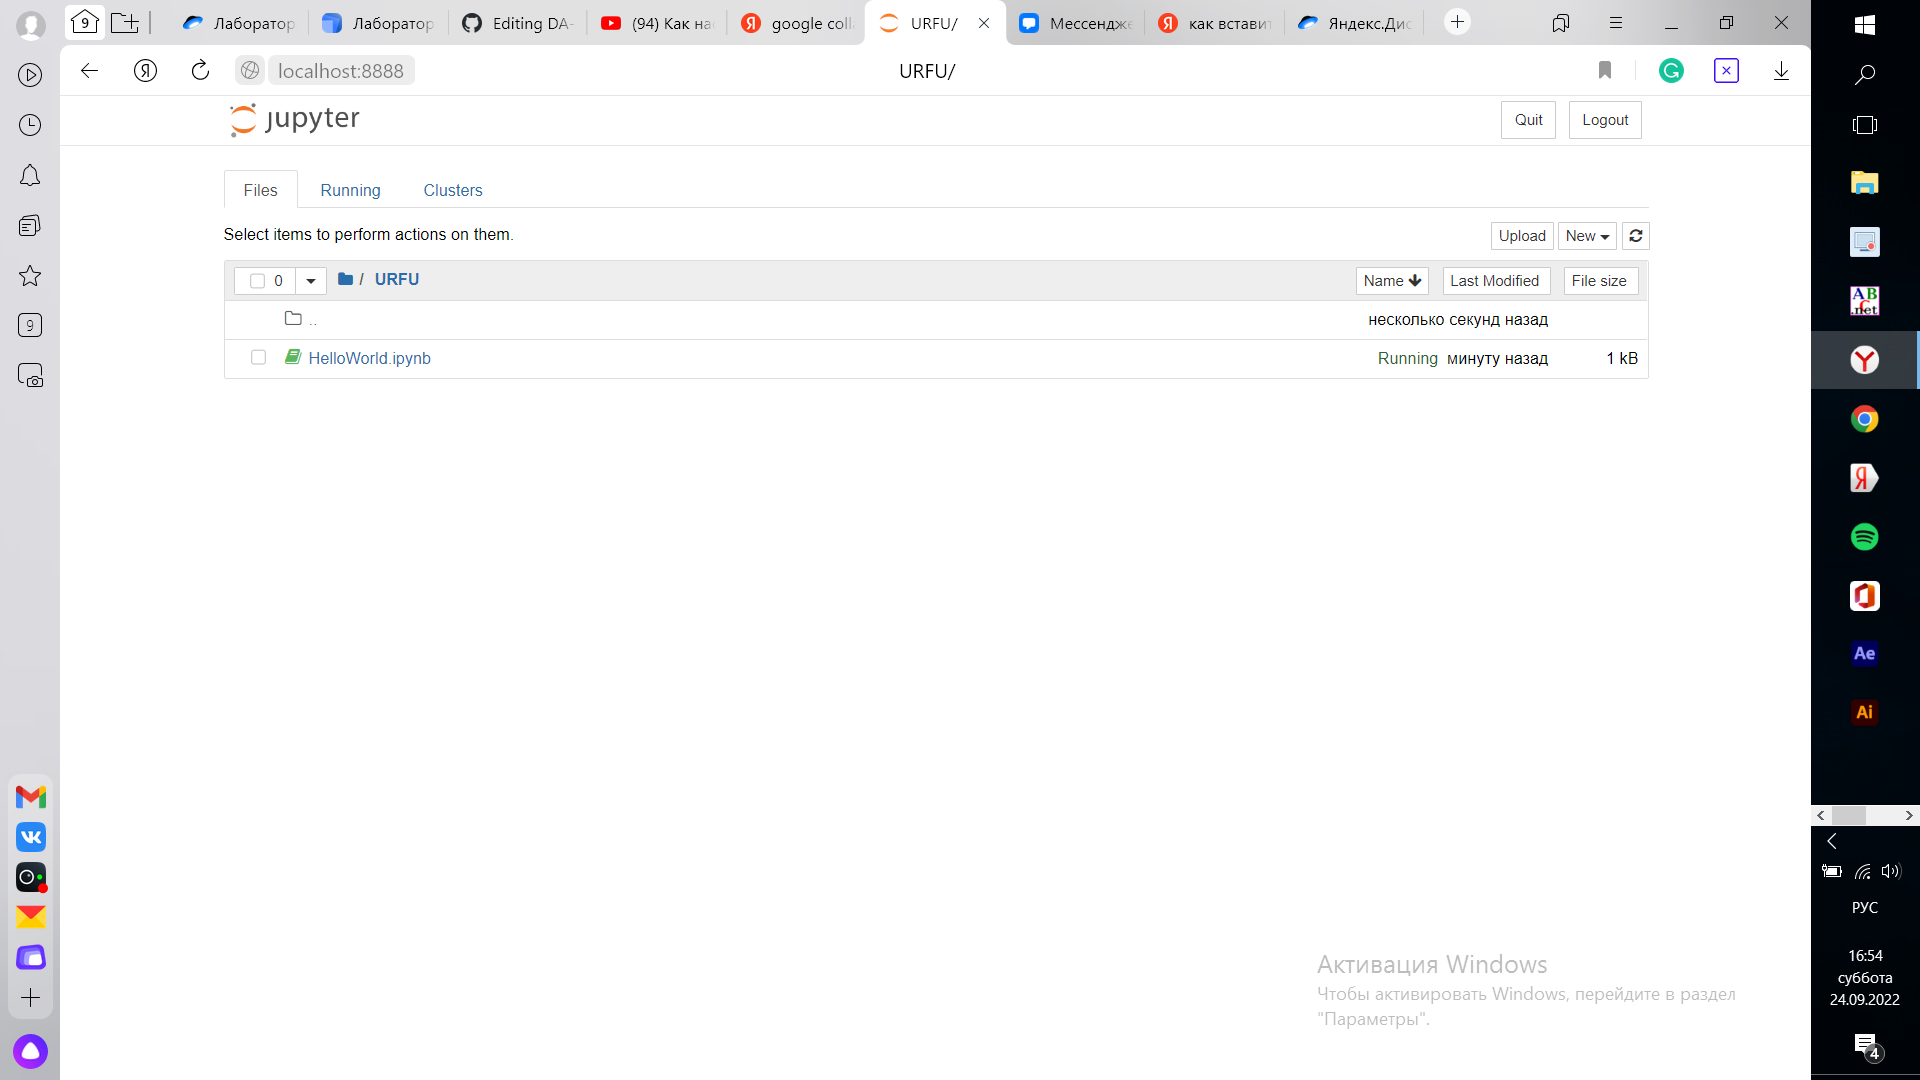 9
Лаборатор
Лаборатор
Editing DA-
(94) Как на
google coll
URFU/
Мессендже
как вставит
Яндекс.Дис
localhost:8888
URFU/
jupyter
Quit
Logout
Files
Running
Clusters
Select items to perform actions on them.
Upload
New
0
/ URFU
Name
Last Modified
File size
..
несколько секунд назад
HelloWorld.ipynb
Running минуту назад
1 kB
9
ABC
.net
Ae
Ai
РУС
16:54
суббота
24.09.2022
4
Активация Windows
Чтобы активировать Windows, перейдите в раздел
"Параметры".